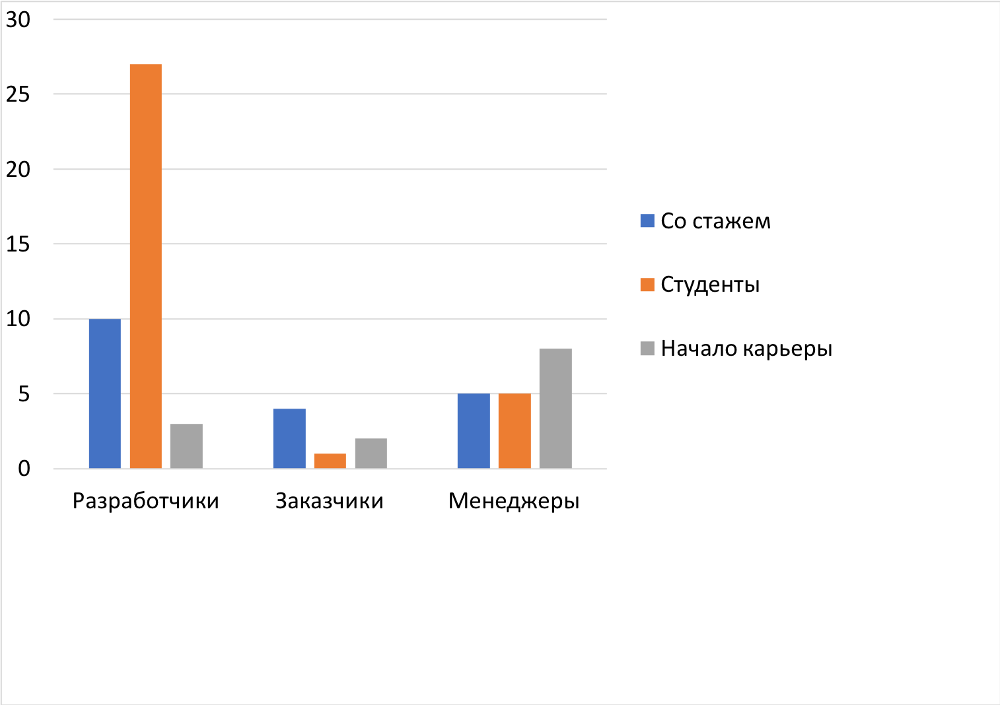 30
25
20
15
10
5
0
Разработчики
Заказчики
Менеджеры
Со стажем
Студенты
Начало карьеры